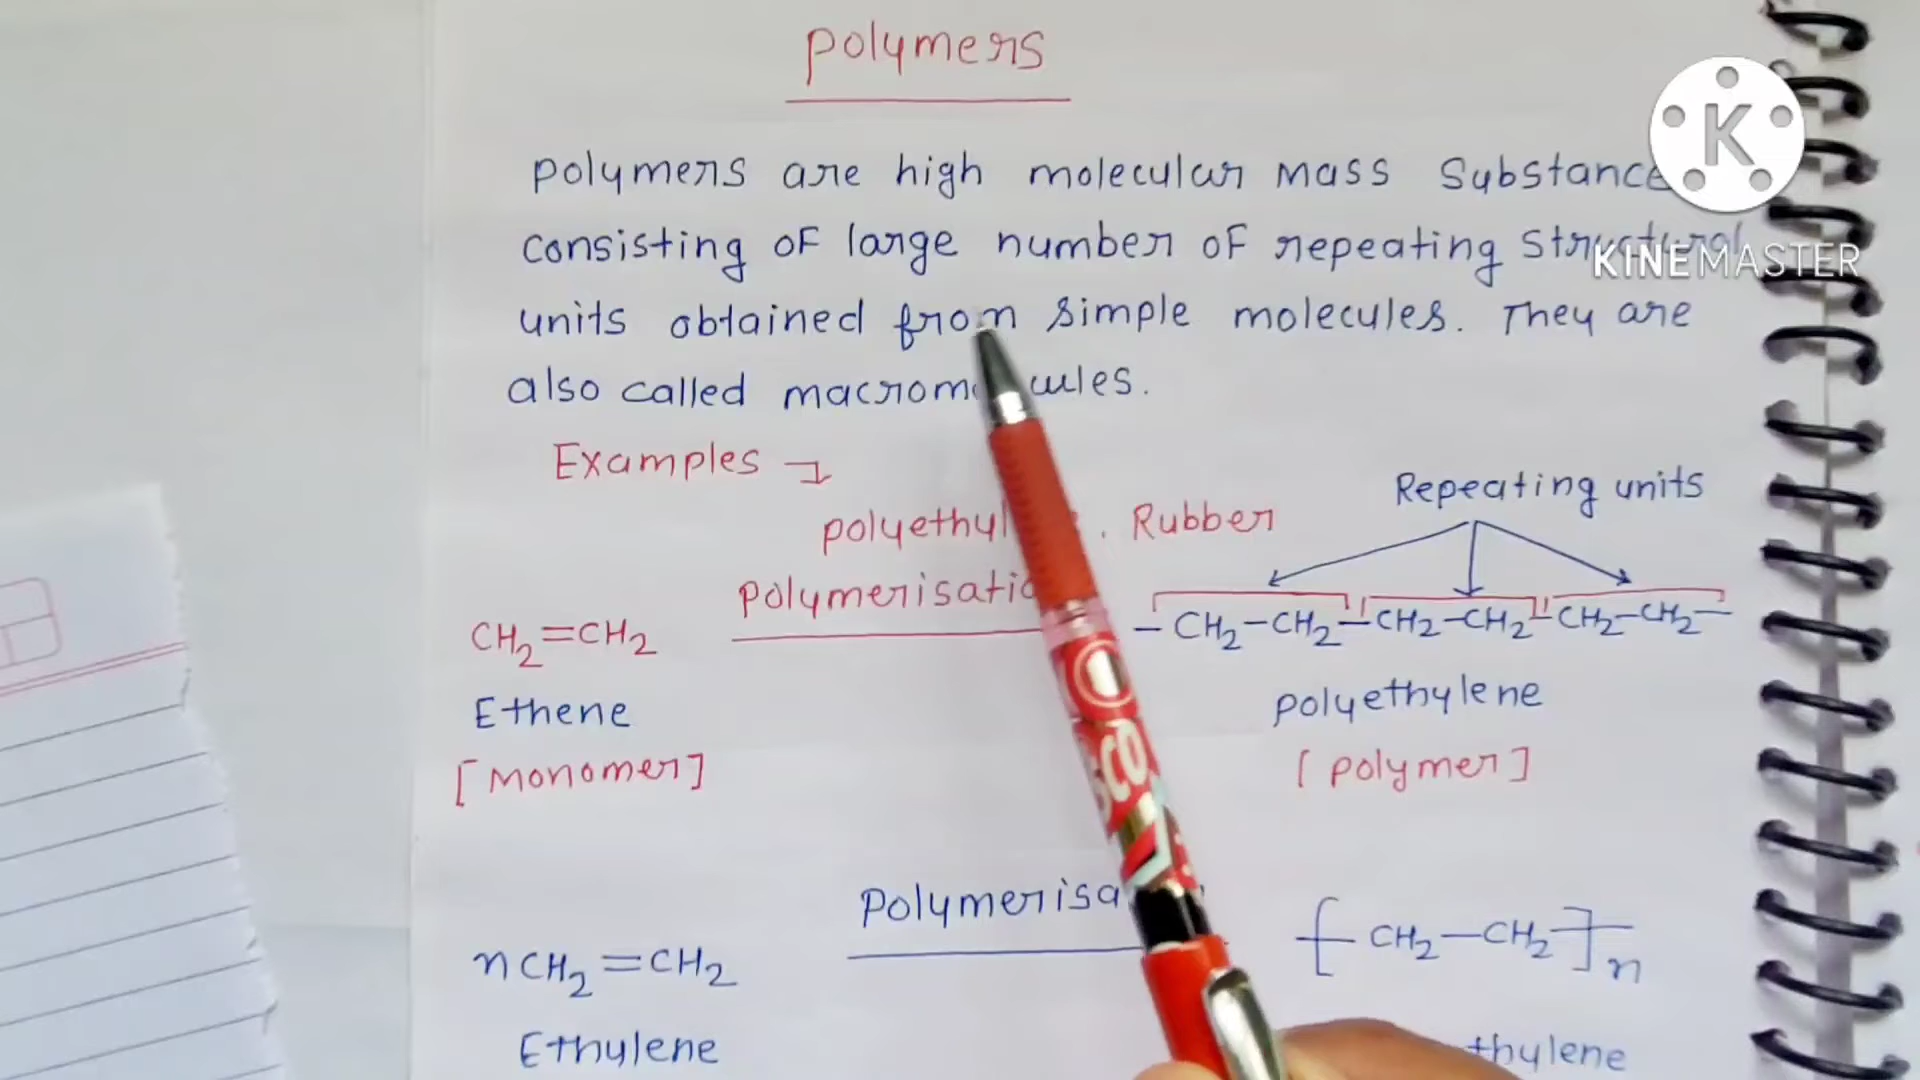 Polymers
K
Polymers are high molecular mass Substance
KINEMASTER
consisting of large number of repeating Structural
units obtained from simple molecules. They are
also called
Examples
Repeating units
Rubber
CH2=CH2
-CH2-CH2-CH2-CH2-CH2-CH2-
Ethene
polyethylene
[Monomer]
[polymer]
nCH2=CH2
[CH2-CH2]n
Ethylene